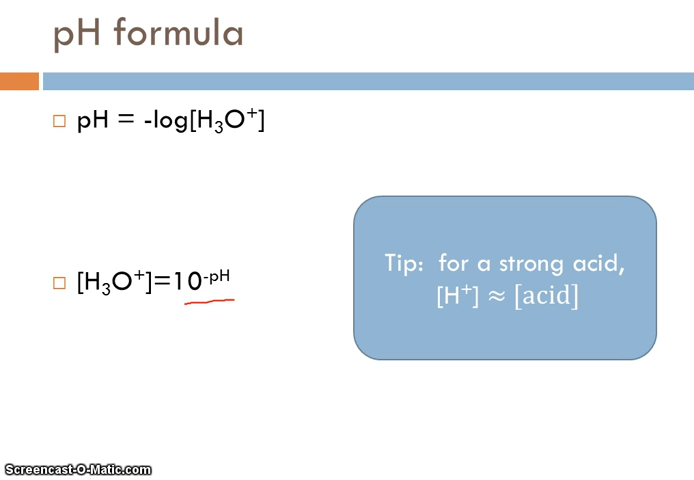 pH formula
pH = -log[H₃O⁺]
[H₃O⁺]=10⁻ᵖᴴ
Tip: for a strong acid,
[H⁺] ≈ [acid]
Screencast-O-Matic.com